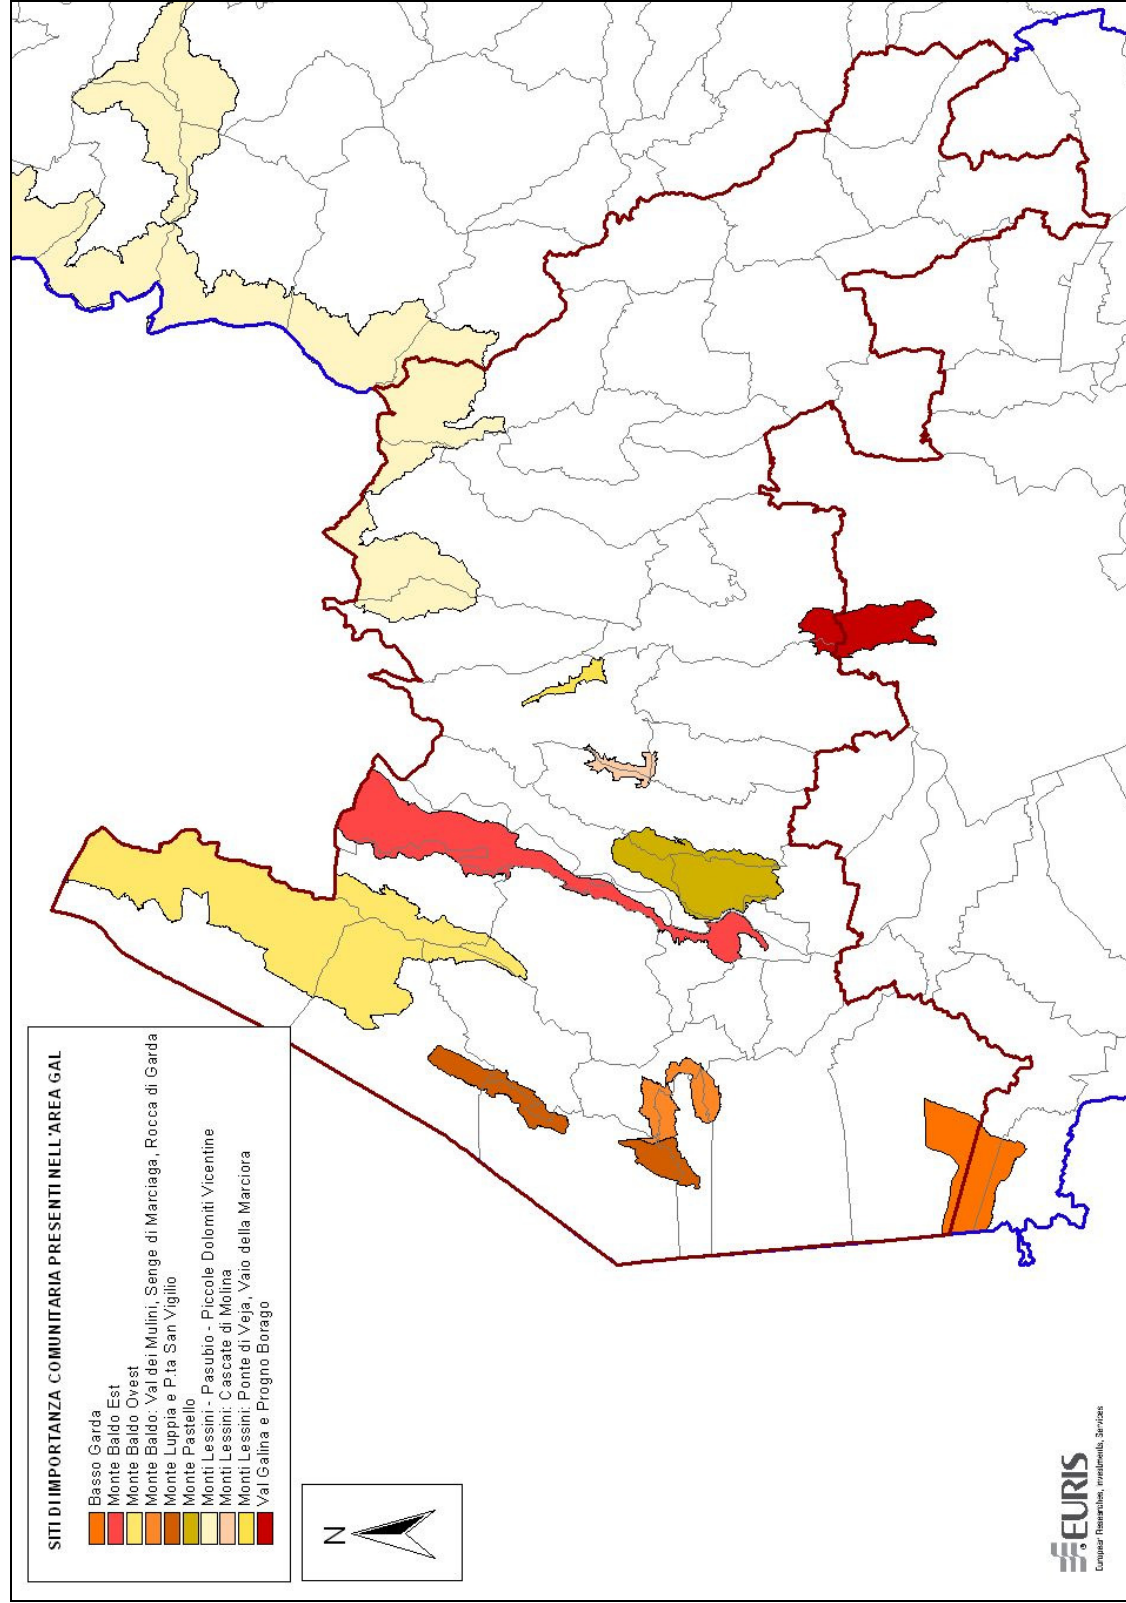 SITI DI IMPORTANZA COMUNITARIA PRESENTI NELL'AREA GAL
Basso Garda
Monte Baldo Est
Monte Baldo Ovest
Monte Baldo: Val dei Mulini, Senge di Marciaga, Rocca di Garda
Monte Luppia e P.ta San Vigilio
Monte Pastello
Monti Lessini - Pasubio - Piccole Dolomiti Vicentine
Monti Lessini: Cascate di Molina
Monti Lessini: Ponte di Veja, Vaio della Marciora
Val Galina e Progno Borago
N
EURIS
European Researches, Investments, Services